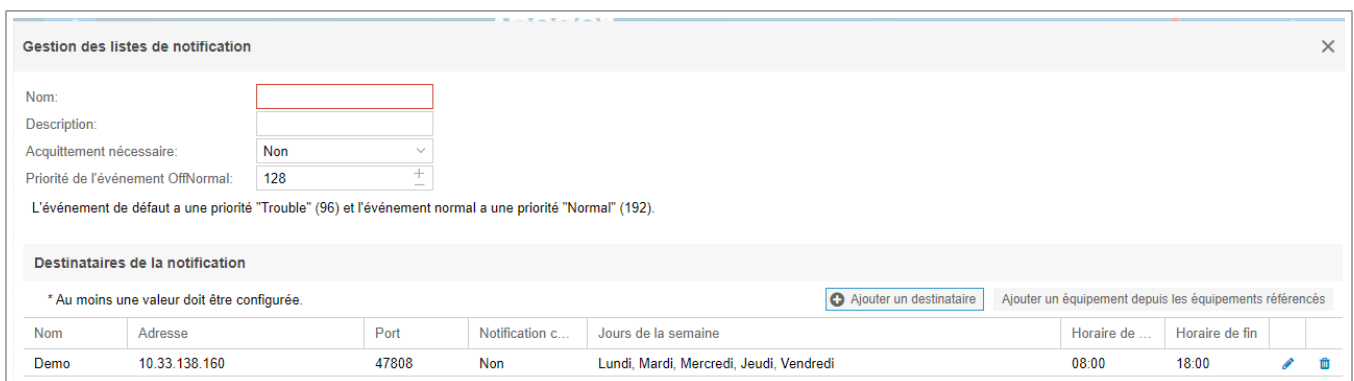 Gestion des listes de notification
Nom:
Description:
Acquittement nécessaire: Non
Priorité de l'événement OffNormal: 128
L'événement de défaut a une priorité "Trouble" (96) et l'événement normal a une priorité "Normal" (192).
Destinataires de la notification
* Au moins une valeur doit être configurée. Ajouter un destinataire Ajouter un équipement depuis les équipements référencés
Nom Adresse Port Notification c... Jours de la semaine Horaire de ... Horaire de fin
Demo 10.33.138.160 47808 Non Lundi, Mardi, Mercredi, Jeudi, Vendredi 08:00 18:00